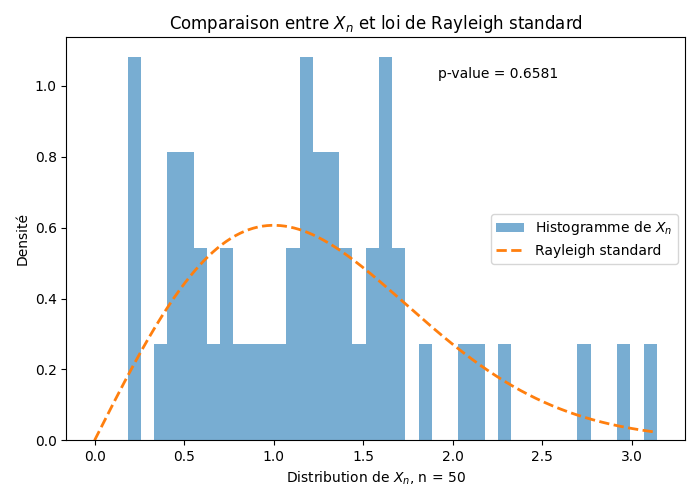 Comparaison entre $X_n$ et loi de Rayleigh standard
p-value = 0.6581
Densité
1.0
0.8
0.6
0.4
0.2
0.0
Histogramme de $X_n$
Rayleigh standard
0.0 0.5 1.0 1.5 2.0 2.5 3.0
Distribution de $X_n$, n = 50